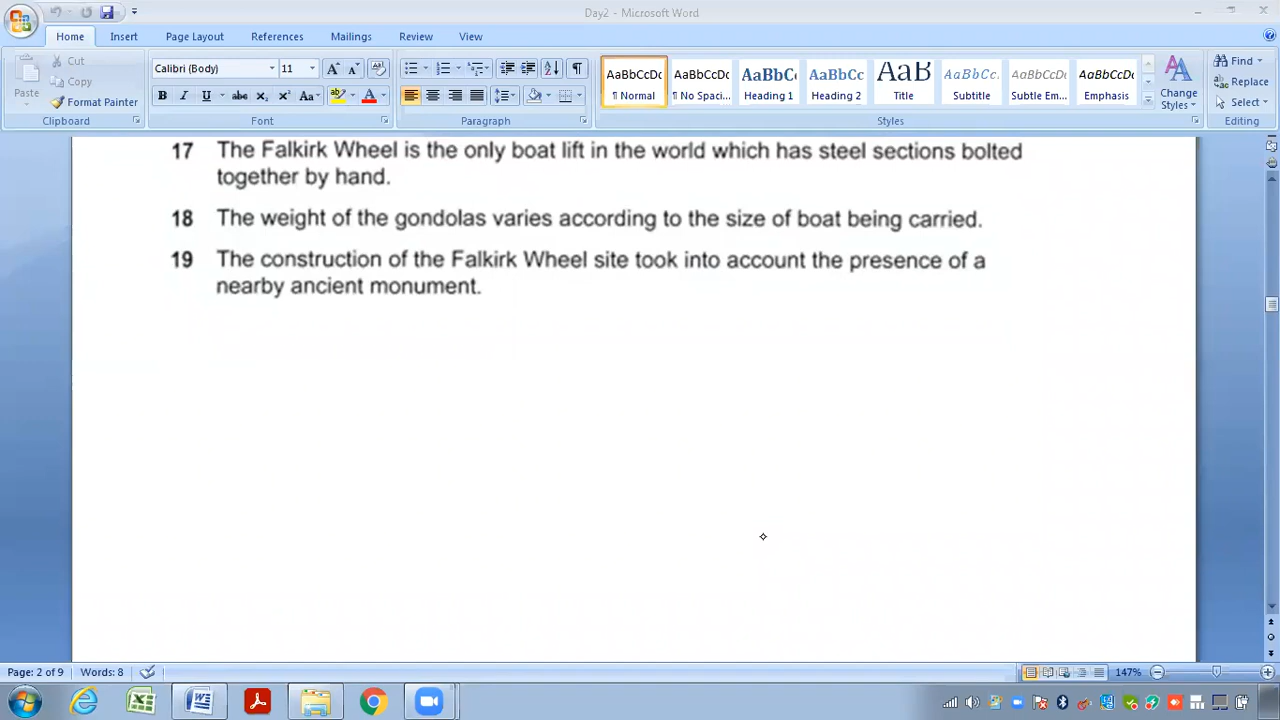 Day2 - Microsoft Word
Home Insert Page Layout References Mailings Review View
Paste
Cut
Copy
Format Painter
Clipboard
Calibri (Body) 11
B I U abc x₂ x² Aa
Font
Paragraph
AaBbCcDc AaBbCcDc AaBbC AaBbCc AaB AaBbCc. AaBbCcDc AaBbCcDc
¶ Normal ¶ No Spaci... Heading 1 Heading 2 Title Subtitle Subtle Em... Emphasis
Change
Styles
Styles
Find
Replace
Select
Editing
17 The Falkirk Wheel is the only boat lift in the world which has steel sections bolted
together by hand.
18 The weight of the gondolas varies according to the size of boat being carried.
19 The construction of the Falkirk Wheel site took into account the presence of a
nearby ancient monument.
Page: 2 of 9 Words: 8 147%